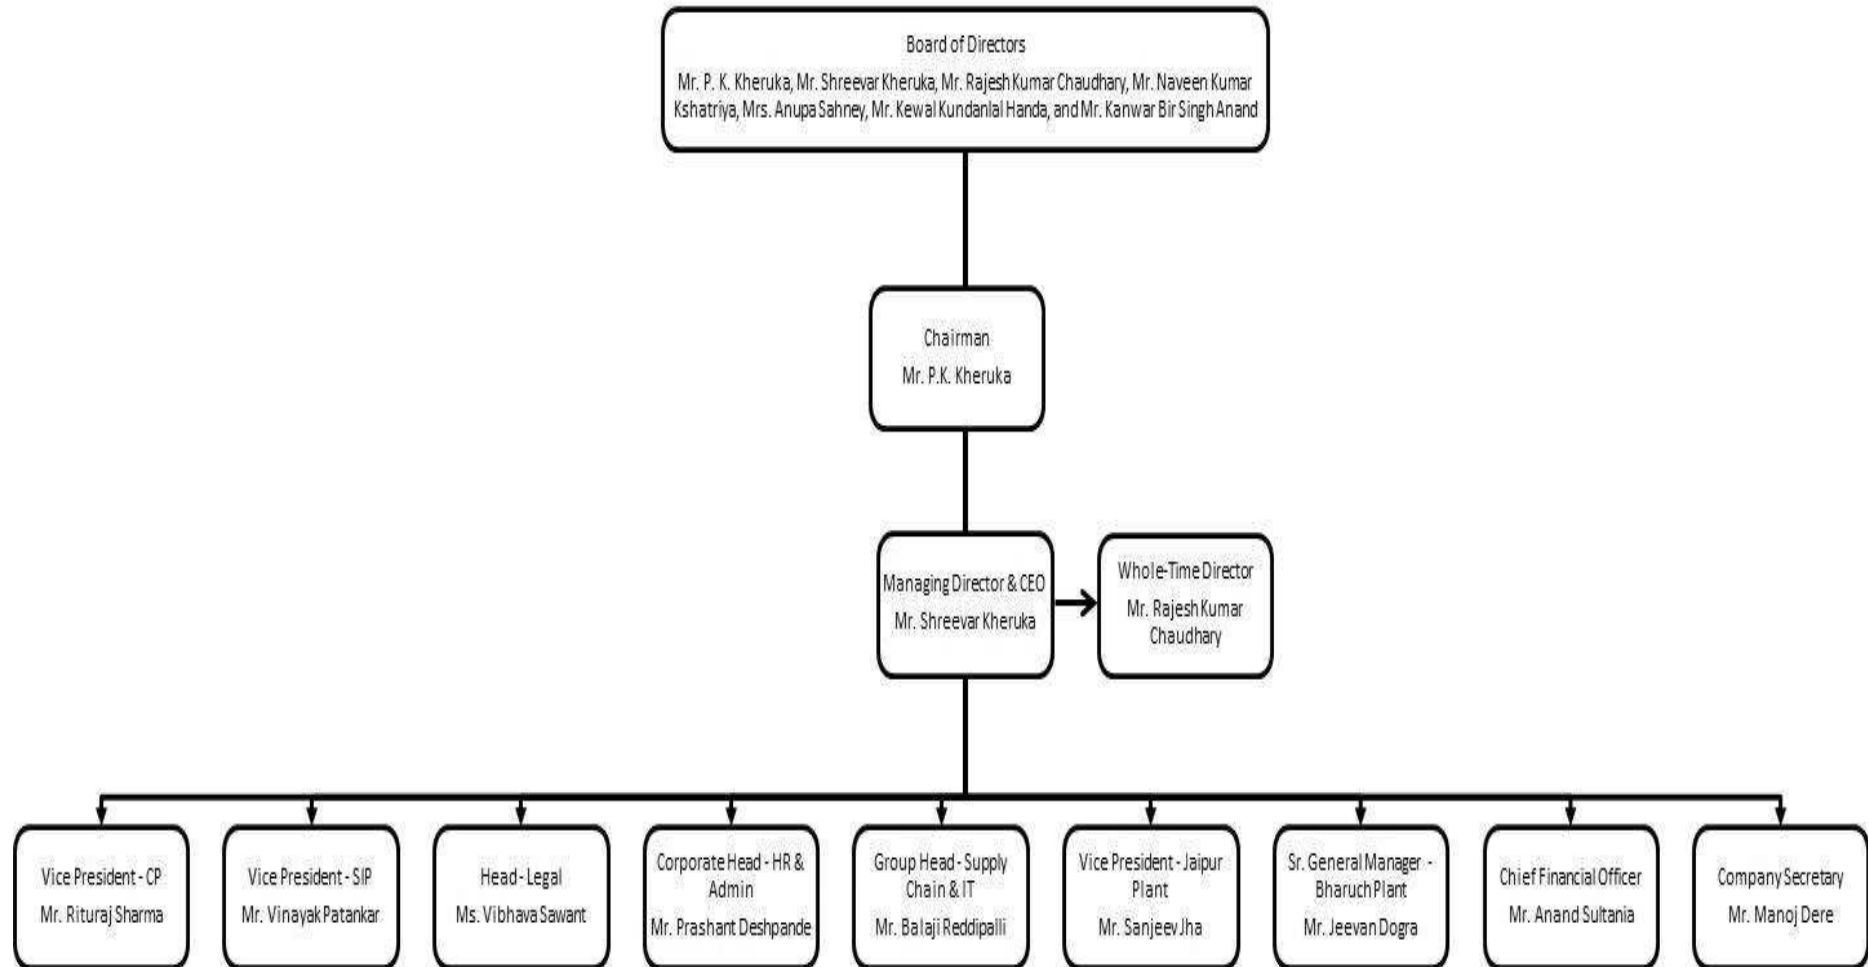 Board of Directors
Mr. P. K. Kheruka, Mr. Shreevar Kheruka, Mr. Rajesh Kumar Chaudhary, Mr. Naveen Kumar
Kshatriya, Mrs. Anupa Sahney, Mr. Kewal Kundanlal Handa, and Mr. Kanwar Bir Singh Anand
Chairman
Mr. P.K. Kheruka
Managing Director & CEO
Mr. Shreevar Kheruka
Whole-Time Director
Mr. Rajesh Kumar
Chaudhary
Vice President - CP
Mr. Rituraj Sharma
Vice President - SIP
Mr. Vinayak Patankar
Head - Legal
Ms. Vibhava Sawant
Corporate Head - HR &
Admin
Mr. Prashant Deshpande
Group Head - Supply
Chain & IT
Mr. Balaji Reddipalli
Vice President - Jaipur
Plant
Mr. Sanjeev Jha
Sr. General Manager -
Bharuch Plant
Mr. Jeevan Dogra
Chief Financial Officer
Mr. Anand Sultania
Company Secretary
Mr. Manoj Dere